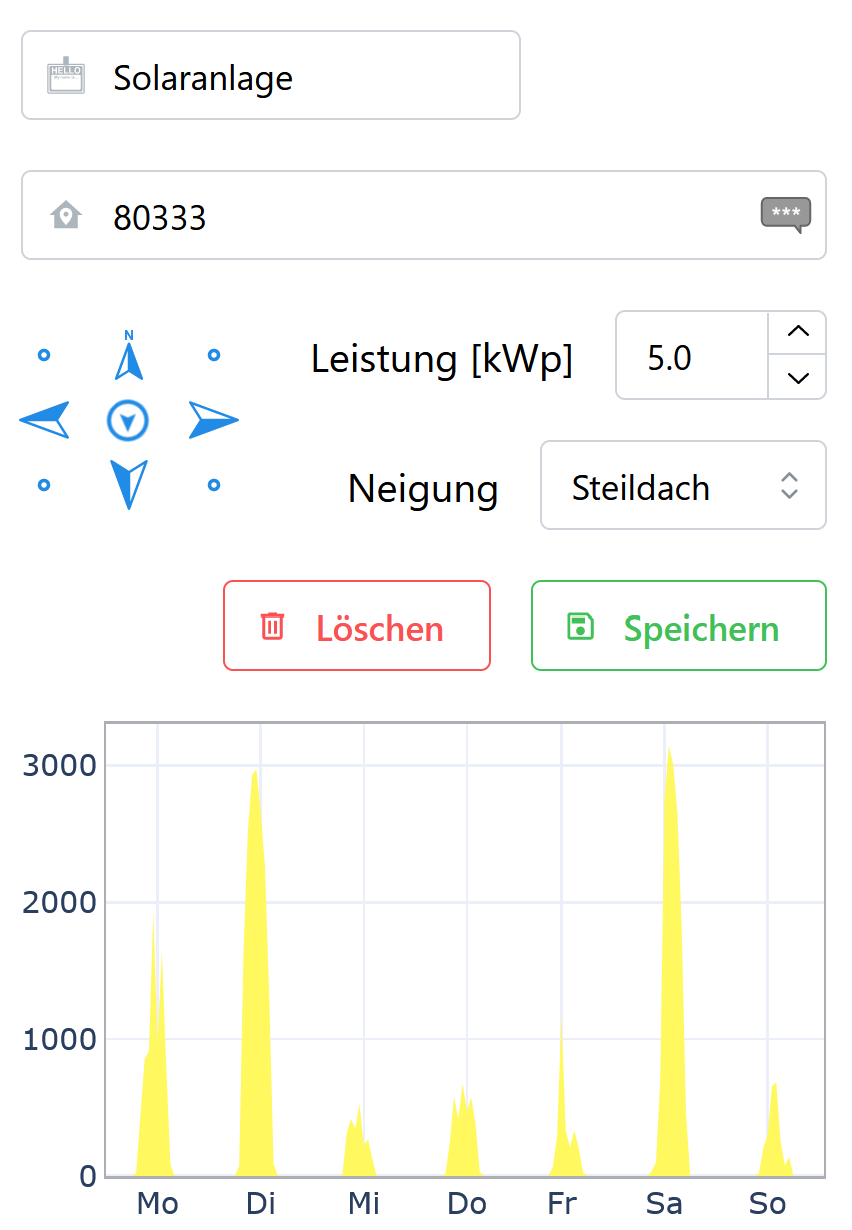 HELLO
Solaranlage
80333
***
N
Leistung [kWp]
5.0
Neigung
Steildach
Löschen
Speichern
3000
2000
1000
0
Mo Di Mi Do Fr Sa So